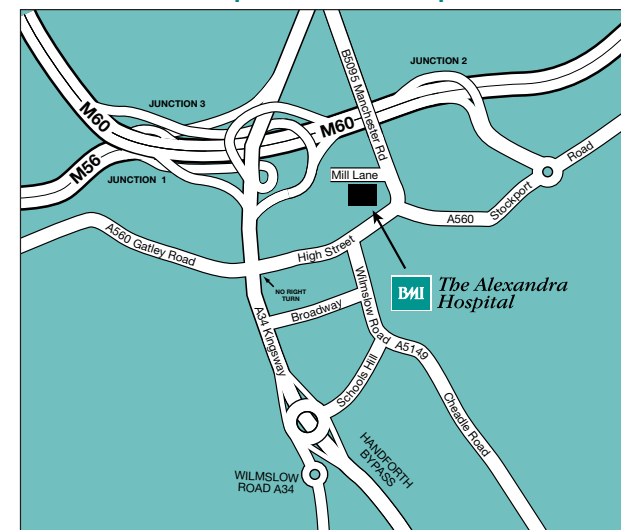 JUNCTION 2
B5095 Manchester Rd
JUNCTION 3
M60
M60
M56
JUNCTION 1
Mill Lane
Road
Stockport
A560
A560 Gatley Road
High Street
BMI
The Alexandra
Hospital
NO RIGHT
TURN
Wilmslow Road
Broadway
A34 Kingsway
A5149
Schools Hill
Cheadle Road
HANDFORTH
BYPASS
WILMSLOW
ROAD A34